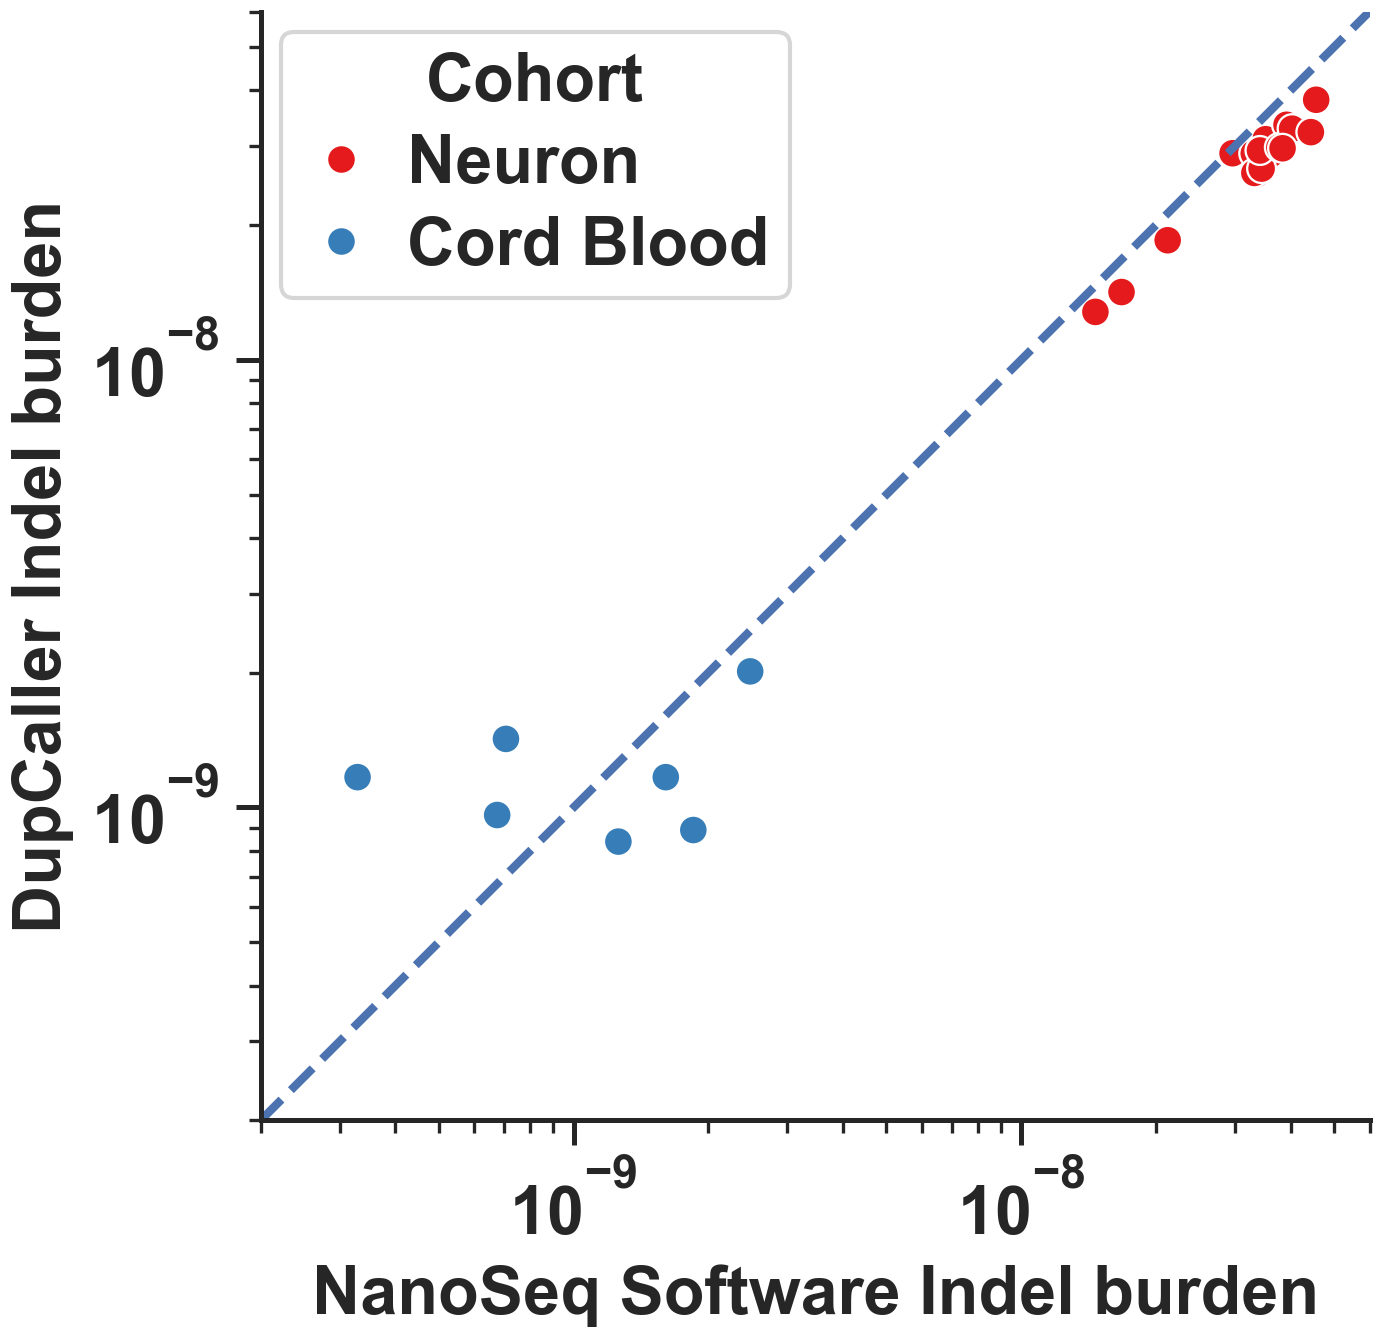 Cohort
Neuron
Cord Blood
DupCaller Indel burden
10⁻⁸
10⁻⁹
10⁻⁹ 10⁻⁸
NanoSeq Software Indel burden